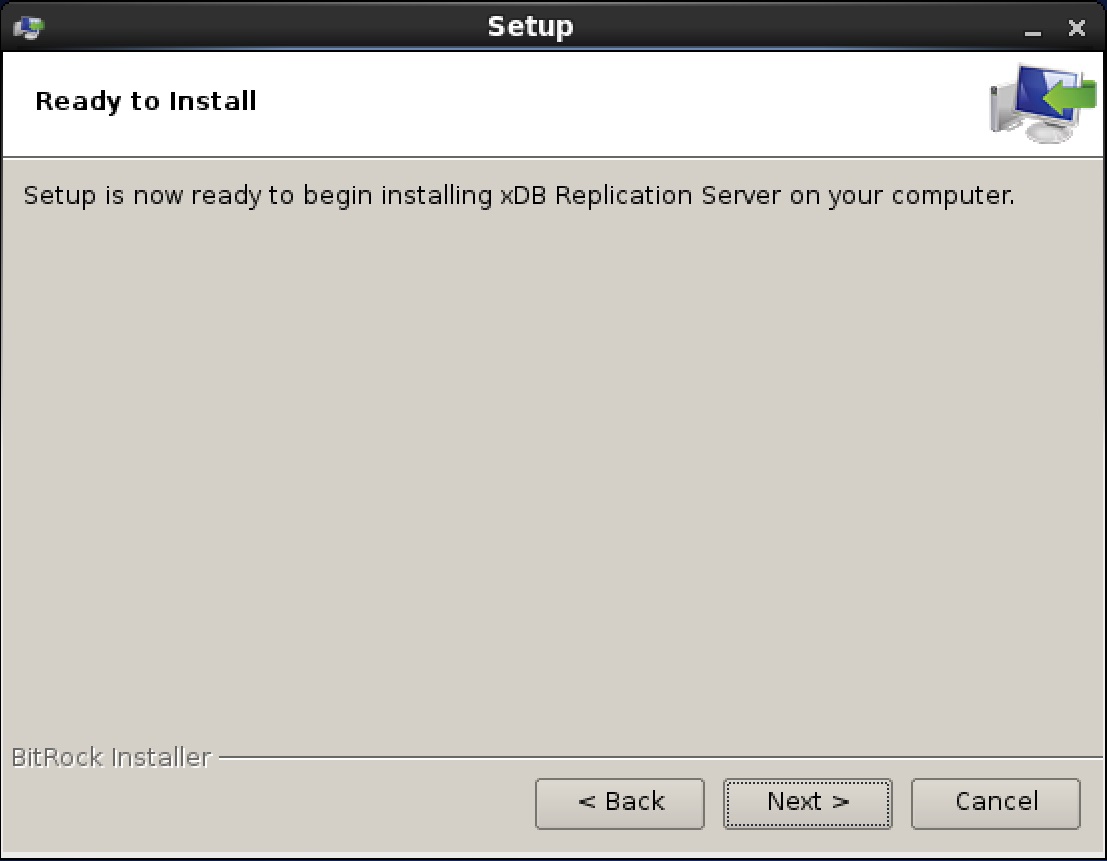 Setup
Ready to Install
Setup is now ready to begin installing xDB Replication Server on your computer.
BitRock Installer
< Back
Next >
Cancel